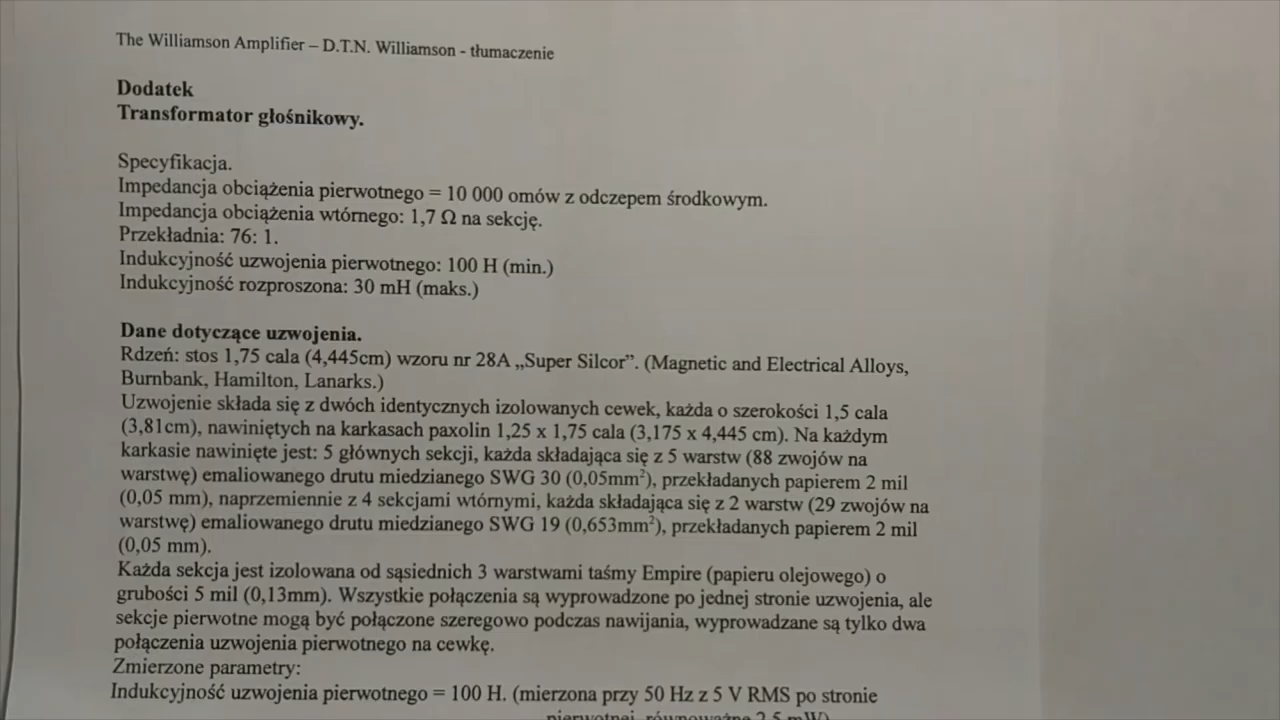 The Williamson Amplifier – D.T.N. Williamson - tłumaczenie
Dodatek
Transformator głośnikowy.
Specyfikacja.
Impedancja obciążenia pierwotnego = 10 000 omów z odczepem środkowym.
Impedancja obciążenia wtórnego: 1,7 Ω na sekcję.
Przekładnia: 76: 1.
Indukcyjność uzwojenia pierwotnego: 100 H (min.)
Indukcyjność rozproszona: 30 mH (maks.)
Dane dotyczące uzwojenia.
Rdzeń: stos 1,75 cala (4,445cm) wzoru nr 28A „Super Silcor”. (Magnetic and Electrical Alloys,
Burnbank, Hamilton, Lanarks.)
Uzwojenie składa się z dwóch identycznych izolowanych cewek, każda o szerokości 1,5 cala
(3,81cm), nawiniętych na karkasach paxolin 1,25 x 1,75 cala (3,175 x 4,445 cm). Na każdym
karkasie nawinięte jest: 5 głównych sekcji, każda składająca się z 5 warstw (88 zwojów na
warstwę) emaliowanego drutu miedzianego SWG 30 (0,05mm²), przekładanych papierem 2 mil
(0,05 mm), naprzemiennie z 4 sekcjami wtórnymi, każda składająca się z 2 warstw (29 zwojów na
warstwę) emaliowanego drutu miedzianego SWG 19 (0,653mm²), przekładanych papierem 2 mil
(0,05 mm).
Każda sekcja jest izolowana od sąsiednich 3 warstwami taśmy Empire (papieru olejowego) o
grubości 5 mil (0,13mm). Wszystkie połączenia są wyprowadzone po jednej stronie uzwojenia, ale
sekcje pierwotne mogą być połączone szeregowo podczas nawijania, wyprowadzane są tylko dwa
połączenia uzwojenia pierwotnego na cewkę.
Zmierzone parametry:
Indukcyjność uzwojenia pierwotnego = 100 H. (mierzona przy 50 Hz z 5 V RMS po stronie
pierwotnej, równoważne 2,5 mW)